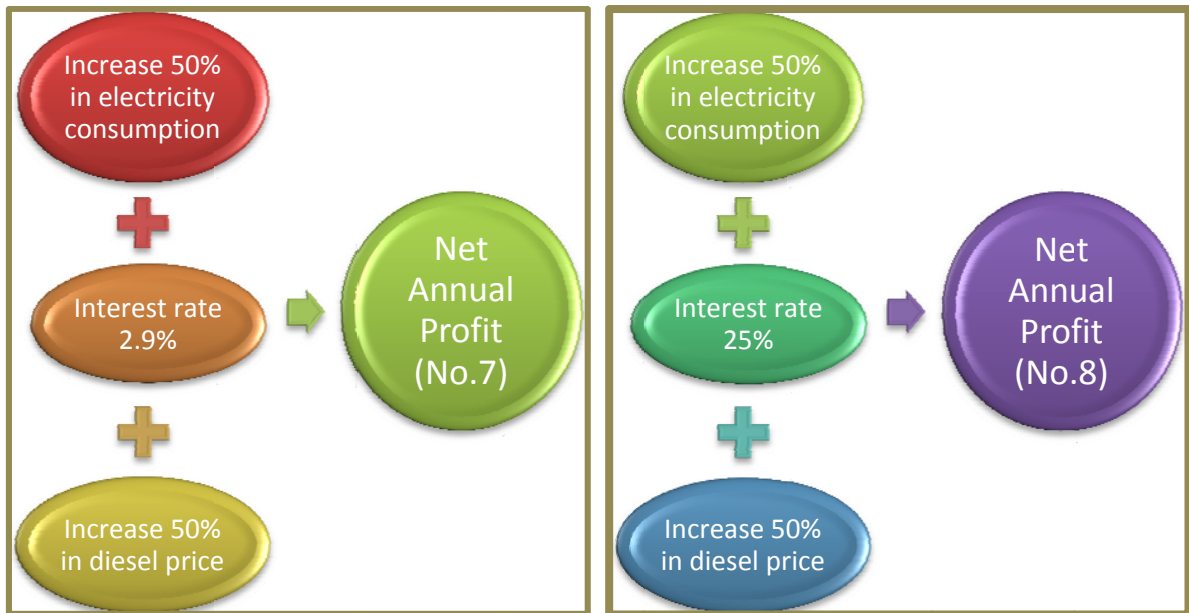 Increase 50%
in electricity
consumption
Interest rate
2.9%
Increase 50%
in diesel price
Net
Annual
Profit
(No.7)
Increase 50%
in electricity
consumption
Interest rate
25%
Increase 50%
in diesel price
Net
Annual
Profit
(No.8)